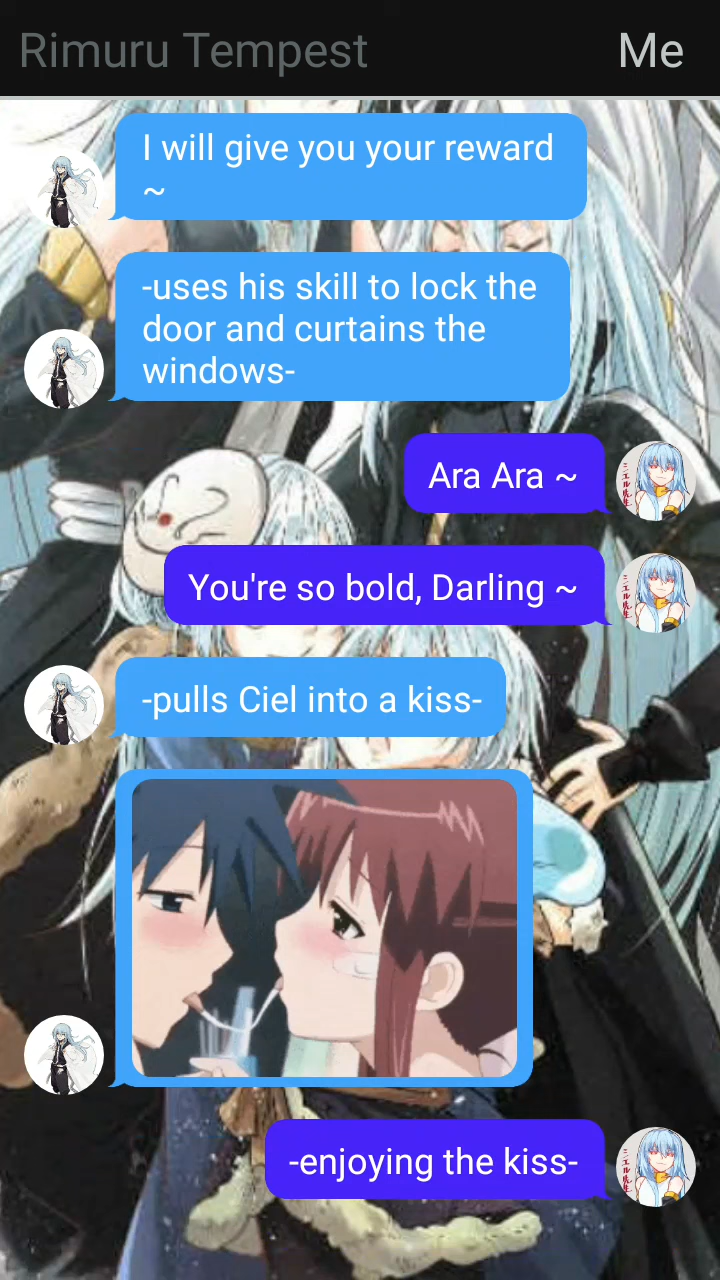 Rimuru Tempest
Me
I will give you your reward
~
-uses his skill to lock the
door and curtains the
windows-
Ara Ara ~
You're so bold, Darling ~
-pulls Ciel into a kiss-
-enjoying the kiss-